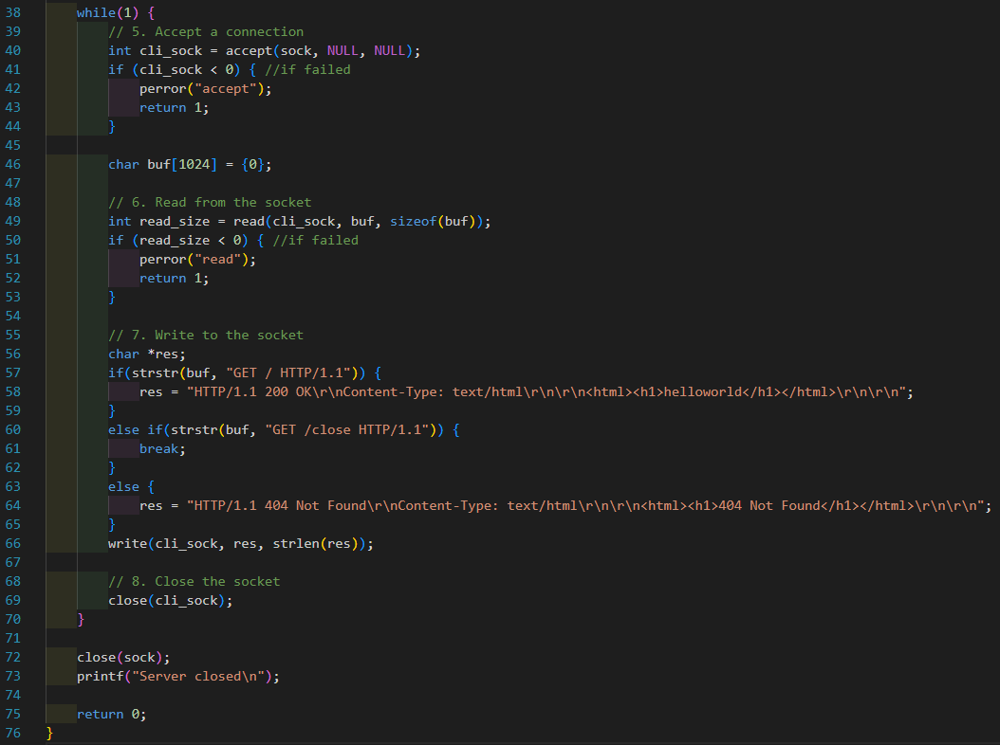 38 while(1) {
39 // 5. Accept a connection
40 int cli_sock = accept(sock, NULL, NULL);
41 if (cli_sock < 0) { //if failed
42 perror("accept");
43 return 1;
44 }
45
46 char buf[1024] = {0};
47
48 // 6. Read from the socket
49 int read_size = read(cli_sock, buf, sizeof(buf));
50 if (read_size < 0) { //if failed
51 perror("read");
52 return 1;
53 }
54
55 // 7. Write to the socket
56 char *res;
57 if(strstr(buf, "GET / HTTP/1.1")) {
58 res = "HTTP/1.1 200 OK\r\nContent-Type: text/html\r\n\r\n<html><h1>helloworld</h1></html>\r\n\r\n";
59 }
60 else if(strstr(buf, "GET /close HTTP/1.1")) {
61 break;
62 }
63 else {
64 res = "HTTP/1.1 404 Not Found\r\nContent-Type: text/html\r\n\r\n<html><h1>404 Not Found</h1></html>\r\n\r\n";
65 }
66 write(cli_sock, res, strlen(res));
67
68 // 8. Close the socket
69 close(cli_sock);
70 }
71
72 close(sock);
73 printf("Server closed\n");
74
75 return 0;
76 }